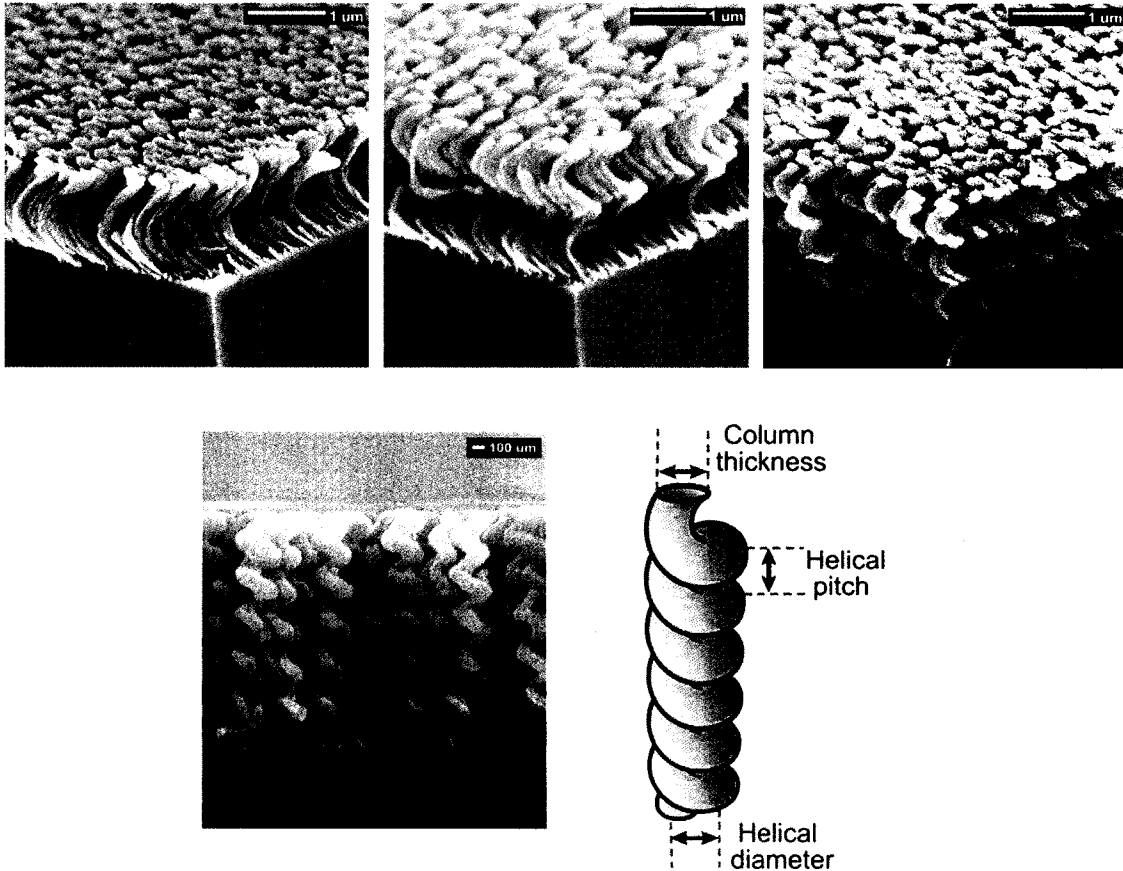 1 um
1 um
1 um
100 um
Column
thickness
Helical
pitch
Helical
diameter